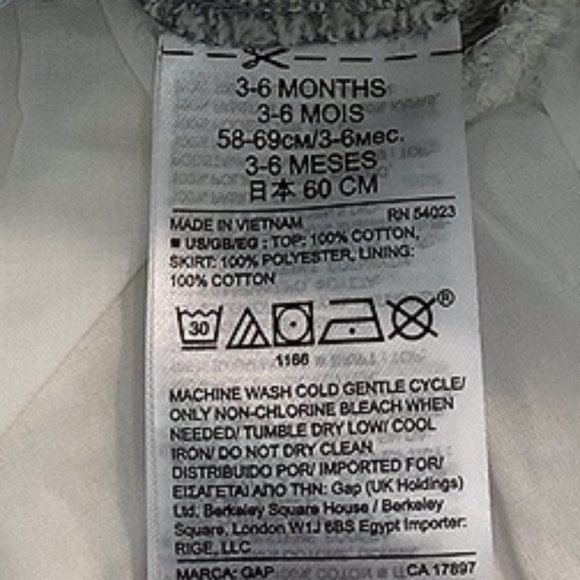 3-6 MONTHS
3-6 MOIS
58-69см/3-6мес.
3-6 MESES
日本 60 CM
MADE IN VIETNAM RN 54023
■ US/GB/EG : TOP: 100% COTTON,
SKIRT: 100% POLYESTER, LINING:
100% COTTON
30 ®
1166
MACHINE WASH COLD GENTLE CYCLE/
ONLY NON-CHLORINE BLEACH WHEN
NEEDED/ TUMBLE DRY LOW/ COOL
IRON/ DO NOT DRY CLEAN
DISTRIBUIDO POR/ IMPORTED FOR/
ΕΙΣΑΓΕΤΑΙ ΑΠΟ ΤΗΝ: Gap (UK Holdings)
Ltd. Berkeley Square House / Berkeley
Square, London W1J 6BS Egypt Importer:
RIGE, LLC
MARCA: GAP CA 17897